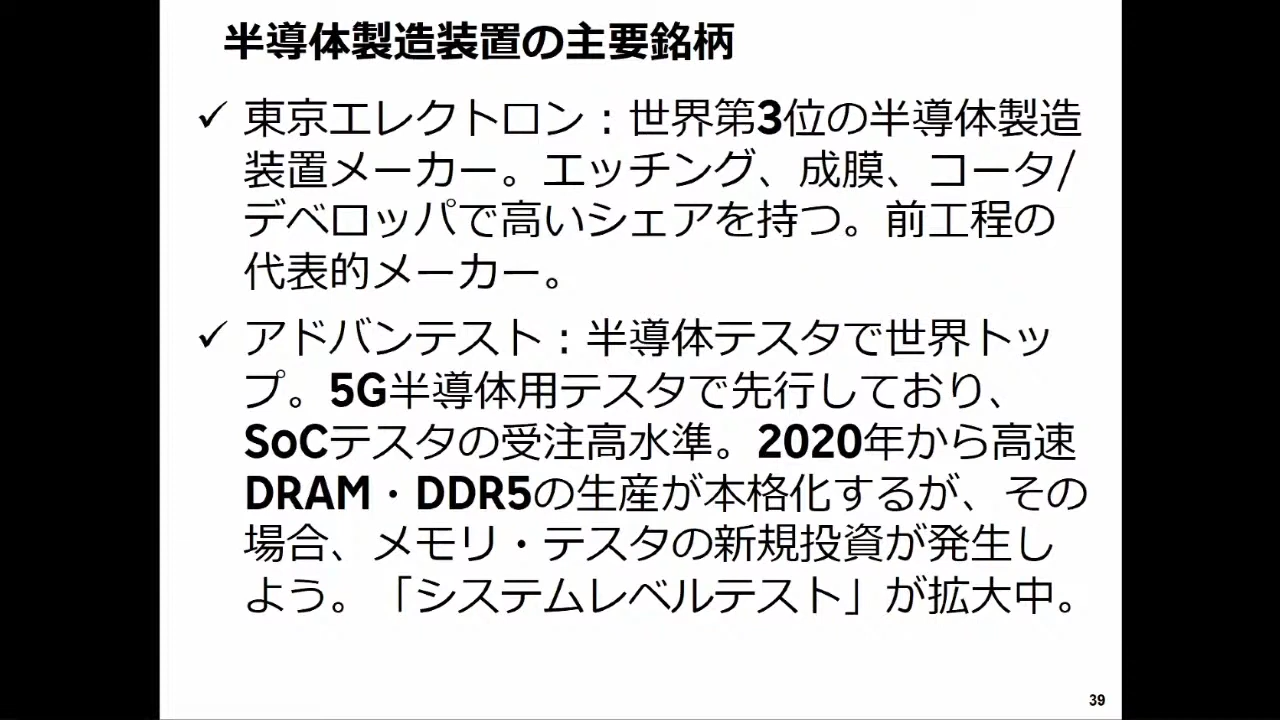 半導体製造装置の主要銘柄
✓ 東京エレクトロン：世界第3位の半導体製造
装置メーカー。エッチング、成膜、コータ/
デベロッパで高いシェアを持つ。前工程の
代表的メーカー。
✓ アドバンテスト：半導体テスタで世界トッ
プ。5G半導体用テスタで先行しており、
SoCテスタの受注高水準。2020年から高速
DRAM・DDR5の生産が本格化するが、その
場合、メモリ・テスタの新規投資が発生し
よう。「システムレベルテスト」が拡大中。
39